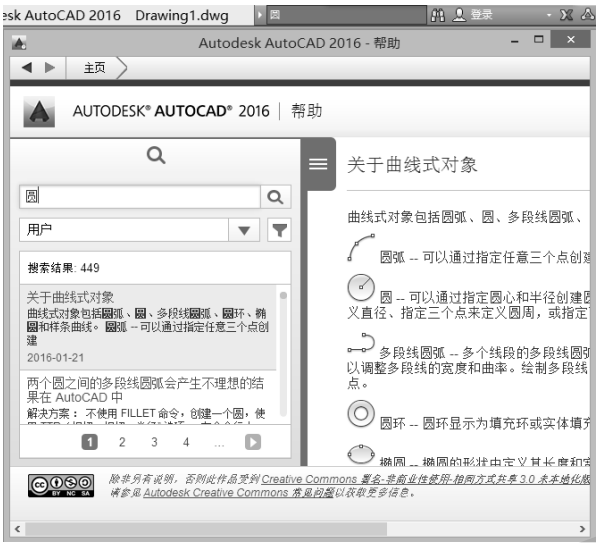 esk AutoCAD 2016 Drawing1.dwg 圆 登录
Autodesk AutoCAD 2016 - 帮助
主页
AUTODESK® AUTOCAD® 2016 | 帮助
圆
用户
搜索结果: 449
关于曲线式对象
曲线式对象包括圆弧、圆、多段线圆弧、圆环、椭
圆和样条曲线。 圆弧 -- 可以通过指定任意三个点创
建
2016-01-21
两个圆之间的多段线圆弧会产生不理想的结
果在 AutoCAD 中
解决方案： 不使用 FILLET 命令，创建一个圆，使
1 2 3 4 ...
关于曲线式对象
曲线式对象包括圆弧、圆、多段线圆弧、
圆弧 -- 可以通过指定任意三个点创建
圆 -- 可以通过指定圆心和半径创建圆
义直径、指定三个点来定义圆周，或指定
多段线圆弧 -- 多个线段的多段线圆弧
以调整多段线的宽度和曲率。绘制多段线
点。
圆环 -- 圆环显示为填充环或实体填充
椭圆 -- 椭圆的形状由定义其长度和宽
CC BY NC SA
除非另有说明，否则此作品受到 Creative Commons 署名-非商业性使用-相同方式共享 3.0 未本地化版
请参见 Autodesk Creative Commons 常见问题以获取更多信息。